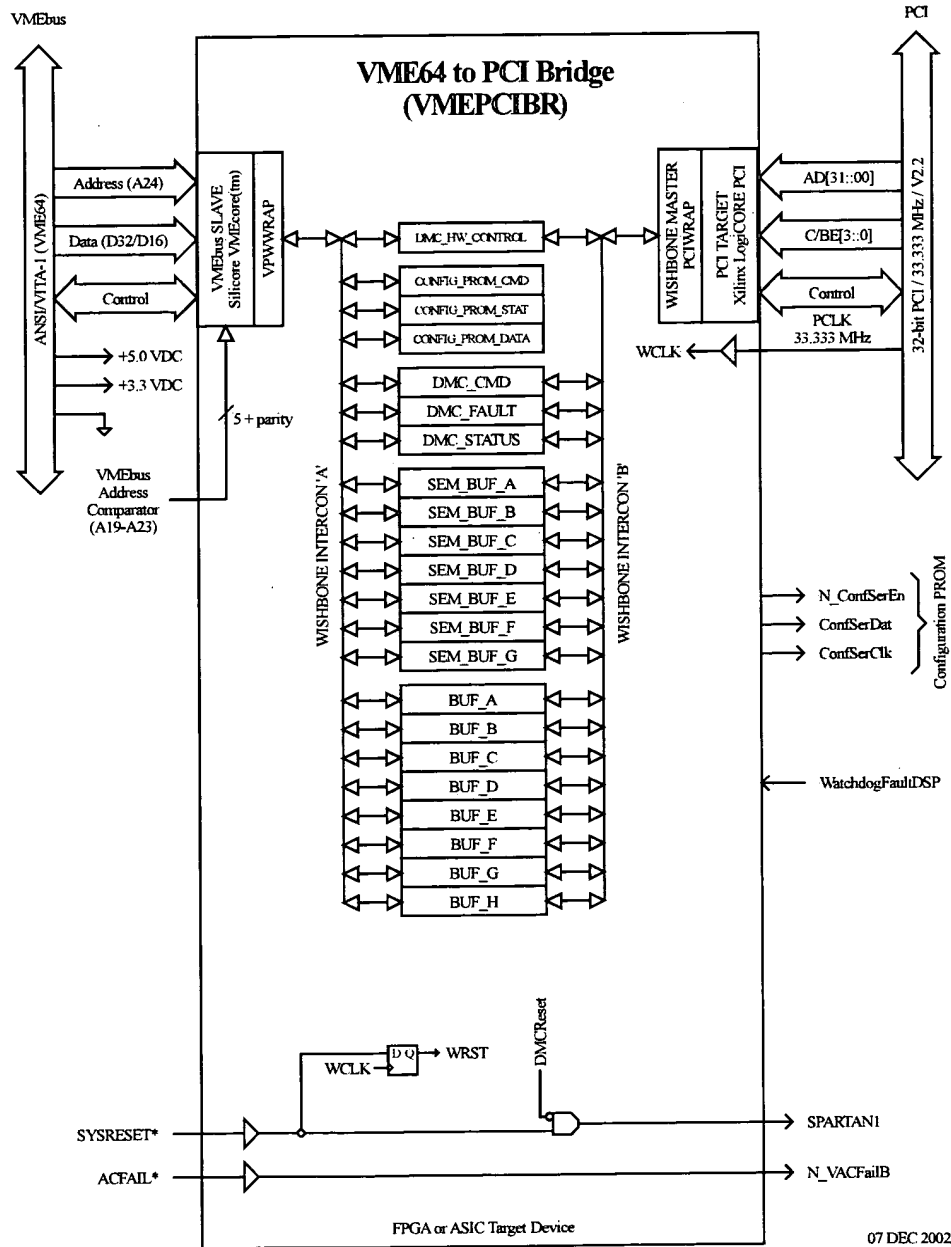 VMEbus
PCI
VME64 to PCI Bridge
(VMEPCIBR)
ANSI/VITA-1 (VME64)
Address (A24)
Data (D32/D16)
Control
+5.0 VDC
+3.3 VDC
VMEbus SLAVE
Silicore VMEcore(tm)
VPWWRAP
5 + parity
VMEbus
Address
Comparator
(A19-A23)
WISHBONE INTERCON 'A'
DMC_HW_CONTROL
CONFIG_PROM_CMD
CONFIG_PROM_STAT
CONFIG_PROM_DATA
DMC_CMD
DMC_FAULT
DMC_STATUS
SEM_BUF_A
SEM_BUF_B
SEM_BUF_C
SEM_BUF_D
SEM_BUF_E
SEM_BUF_F
SEM_BUF_G
BUF_A
BUF_B
BUF_C
BUF_D
BUF_E
BUF_F
BUF_G
BUF_H
WISHBONE INTERCON 'B'
WISHBONE MASTER
PCIWRAP
PCI TARGET
Xilinx LogiCORE PCI
AD[31::00]
C/BE[3::0]
Control
PCLK
33.333 MHz
WCLK
32-bit PCI / 33.333 MHz / V2.2
N_ConfSerEn
ConfSerDat
ConfSerClk
Configuration PROM
WatchdogFaultDSP
D Q
WRST
WCLK
DMCReset
SYSRESET*
SPARTAN1
ACFAIL*
N_VACFailB
FPGA or ASIC Target Device
07 DEC 2002